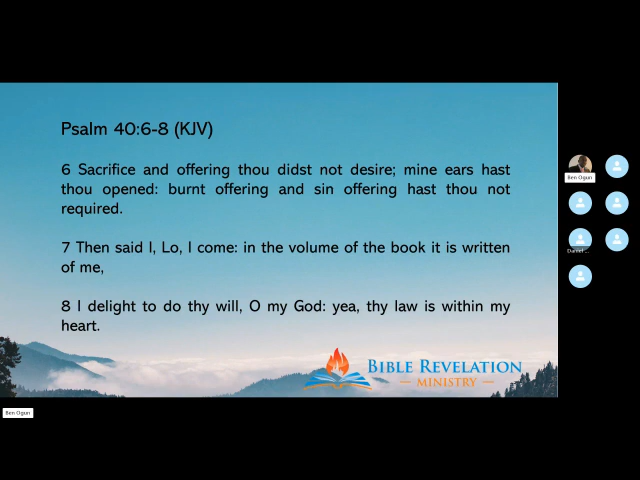 Psalm 40:6-8 (KJV)
6 Sacrifice and offering thou didst not desire; mine ears hast
thou opened: burnt offering and sin offering hast thou not
required.
7 Then said I, Lo, I come: in the volume of the book it is written
of me,
8 I delight to do thy will, O my God: yea, thy law is within my
heart.
BIBLE REVELATION
MINISTRY
Ben Ogun
Daniel ...
Ben Ogun